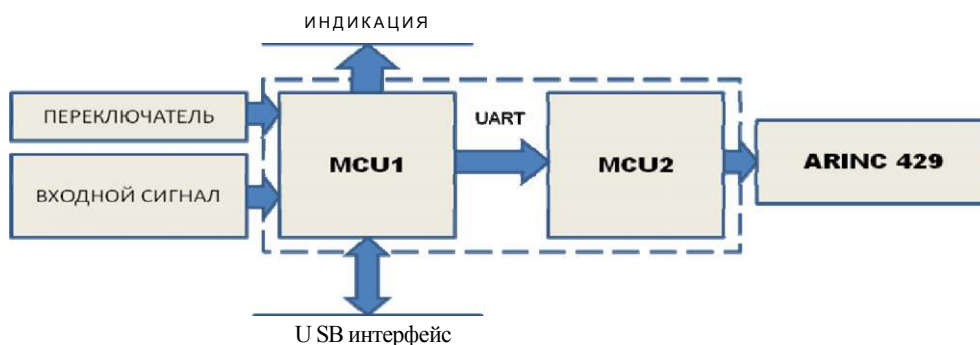 ИНДИКАЦИЯ
ПЕРЕКЛЮЧАТЕЛЬ
ВХОДНОЙ СИГНАЛ
MCU1
UART
MCU2
ARINC 429
U SB интерфейс